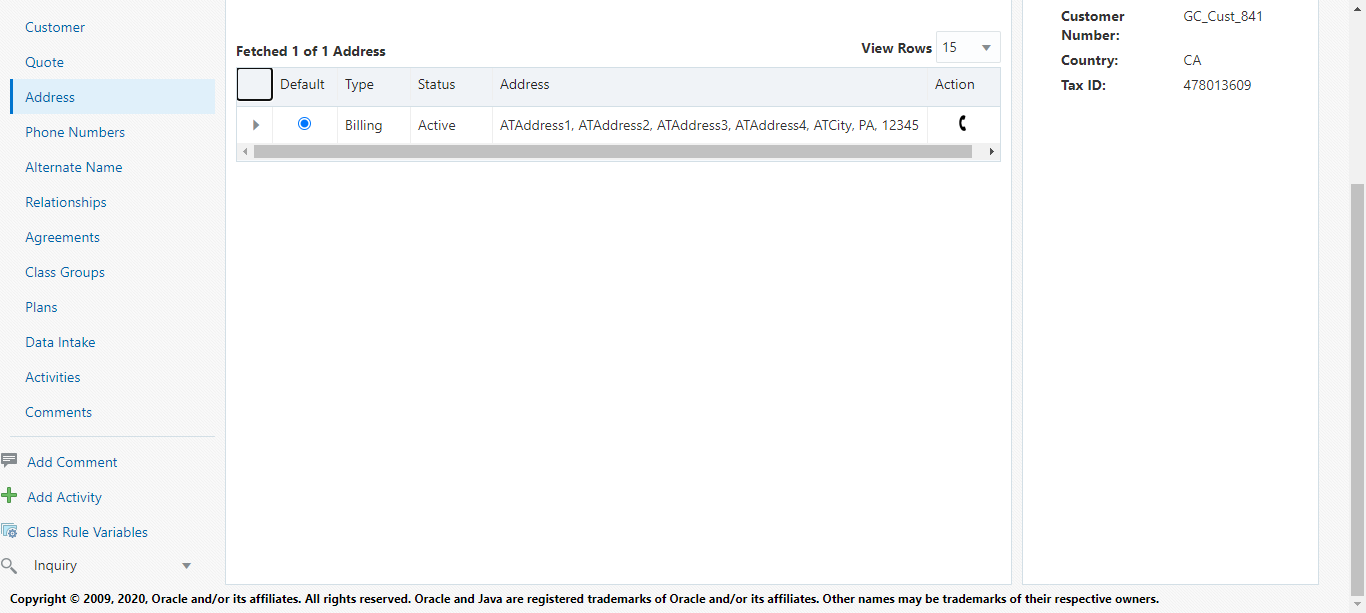 Customer
Quote
Address
Phone Numbers
Alternate Name
Relationships
Agreements
Class Groups
Plans
Data Intake
Activities
Comments
Add Comment
Add Activity
Class Rule Variables
Inquiry
Fetched 1 of 1 Address
View Rows 15
Default Type Status Address Action
Billing Active ATAddress1, ATAddress2, ATAddress3, ATAddress4, ATCity, PA, 12345
Customer GC_Cust_841
Number:
Country: CA
Tax ID: 478013609
Copyright © 2009, 2020, Oracle and/or its affiliates. All rights reserved. Oracle and Java are registered trademarks of Oracle and/or its affiliates. Other names may be trademarks of their respective owners.